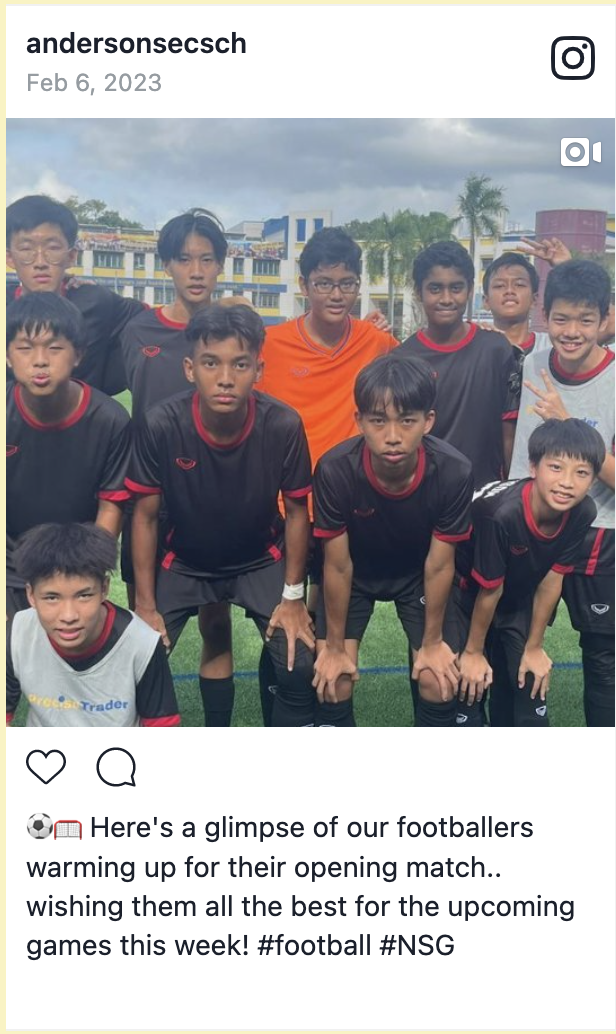 andersonsecsch
Feb 6, 2023
Trader
⚽🥅 Here's a glimpse of our footballers
warming up for their opening match..
wishing them all the best for the upcoming
games this week! #football #NSG